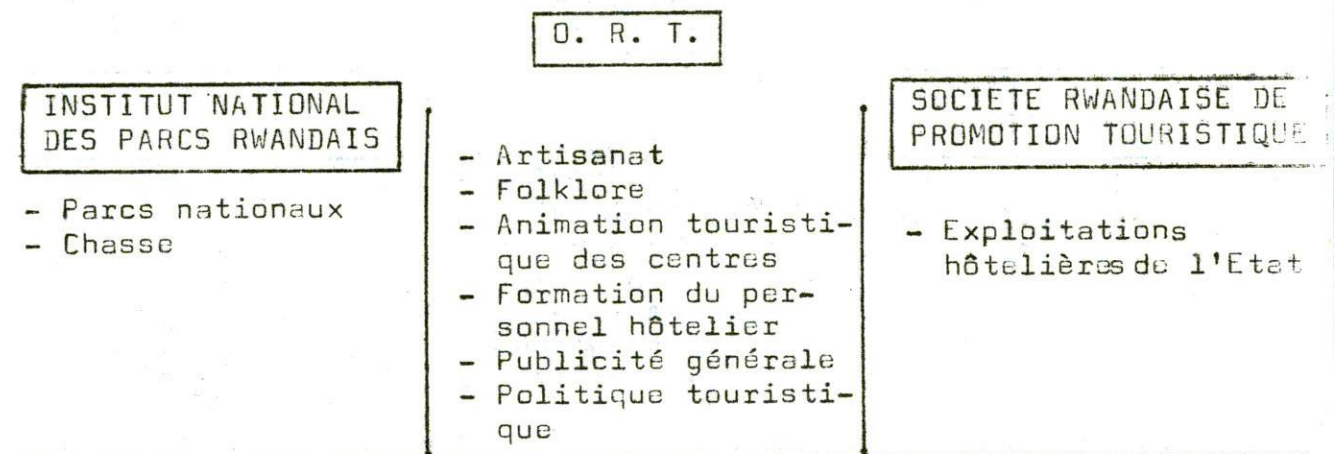 O. R. T.
INSTITUT NATIONAL
DES PARCS RWANDAIS
- Parcs nationaux
- Chasse
- Artisanat
- Folklore
- Animation touristi-
que des centres
- Formation du per-
sonnel hôtelier
- Publicité générale
- Politique touristi-
que
SOCIETE RWANDAISE DE
PROMOTION TOURISTIQUE
- Exploitations
hôtelières de l'Etat